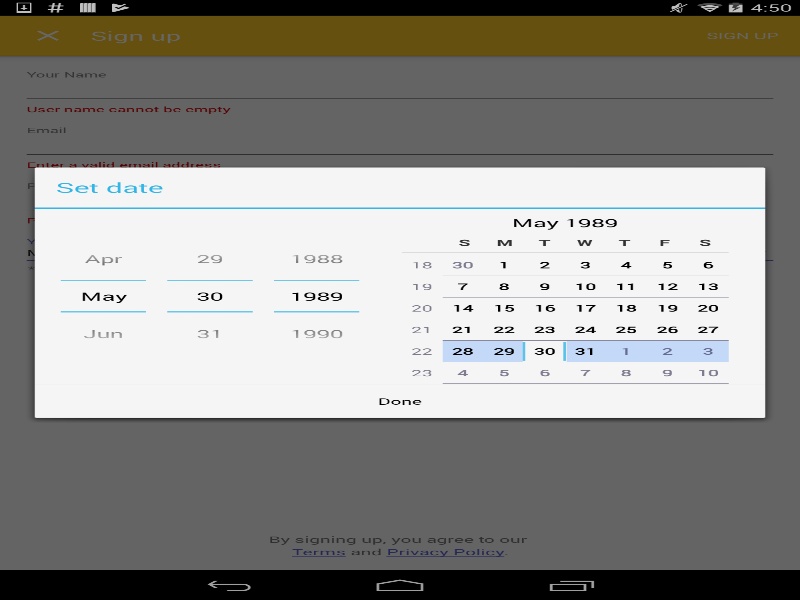 4:50
Sign up
SIGN UP
Your Name
User name cannot be empty
Email
Enter a valid email address
Set date
May 1989
S M T W T F S
Apr 29 1988
May 30 1989
Jun 31 1990
18 30 1 2 3 4 5 6
19 7 8 9 10 11 12 13
20 14 15 16 17 18 19 20
21 21 22 23 24 25 26 27
22 28 29 30 31 1 2 3
23 4 5 6 7 8 9 10
Done
By signing up, you agree to our
Terms and Privacy Policy.